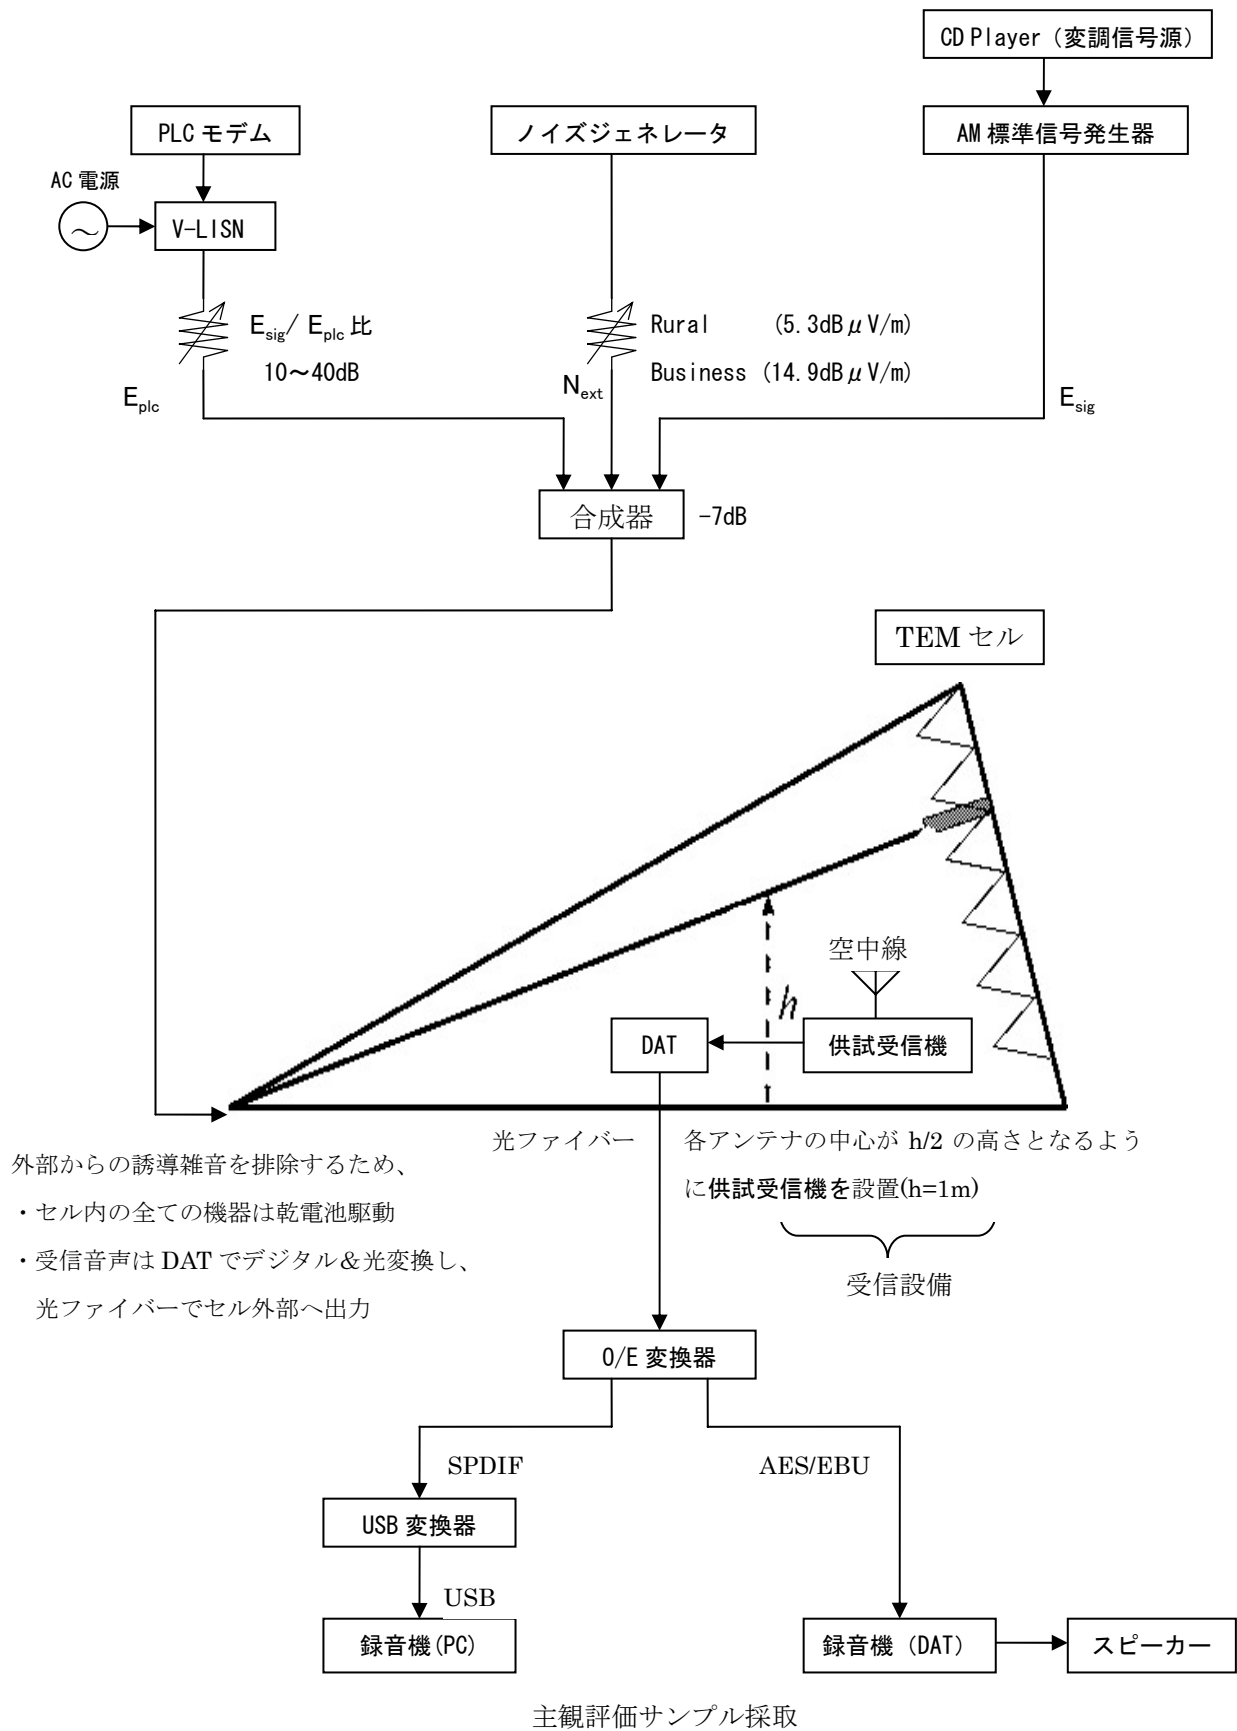 CD Player（変調信号源）
PLC モデム
ノイズジェネレータ
AM 標準信号発生器
AC 電源
～
V-LISN
Esig/ Eplc 比
10～40dB
Rural (5.3dBμV/m)
Business (14.9dBμV/m)
Eplc
Next
Esig
合成器
-7dB
TEM セル
空中線
h
DAT
供試受信機
光ファイバー
各アンテナの中心が h/2 の高さとなるよう
に供試受信機を設置(h=1m)
外部からの誘導雑音を排除するため、
・セル内の全ての機器は乾電池駆動
・受信音声は DAT でデジタル＆光変換し、
光ファイバーでセル外部へ出力
受信設備
O/E 変換器
SPDIF
AES/EBU
USB 変換器
USB
録音機(PC)
録音機（DAT）
スピーカー
主観評価サンプル採取